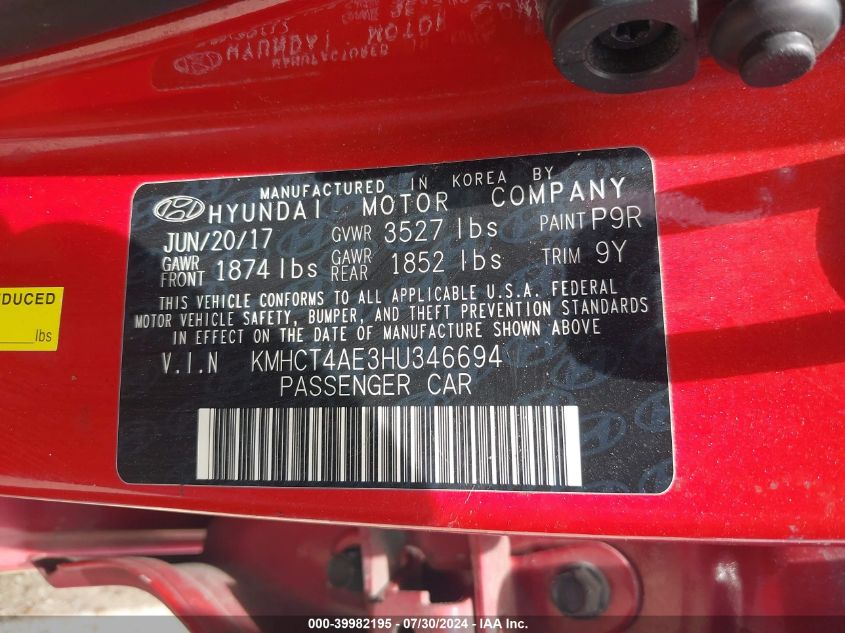 MANUFACTURED IN KOREA BY
HYUNDAI MOTOR COMPANY
JUN/20/17 GVWR 3527 lbs PAINT P9R
GAWR FRONT 1874 lbs GAWR REAR 1852 lbs TRIM 9Y
THIS VEHICLE CONFORMS TO ALL APPLICABLE U.S.A. FEDERAL
MOTOR VEHICLE SAFETY, BUMPER, AND THEFT PREVENTION STANDARDS
IN EFFECT ON THE DATE OF MANUFACTURE SHOWN ABOVE
V.I.N KMHCT4AE3HU346694
PASSENGER CAR
DUCED
lbs
000-39982195 - 07/30/2024 - IAA Inc.